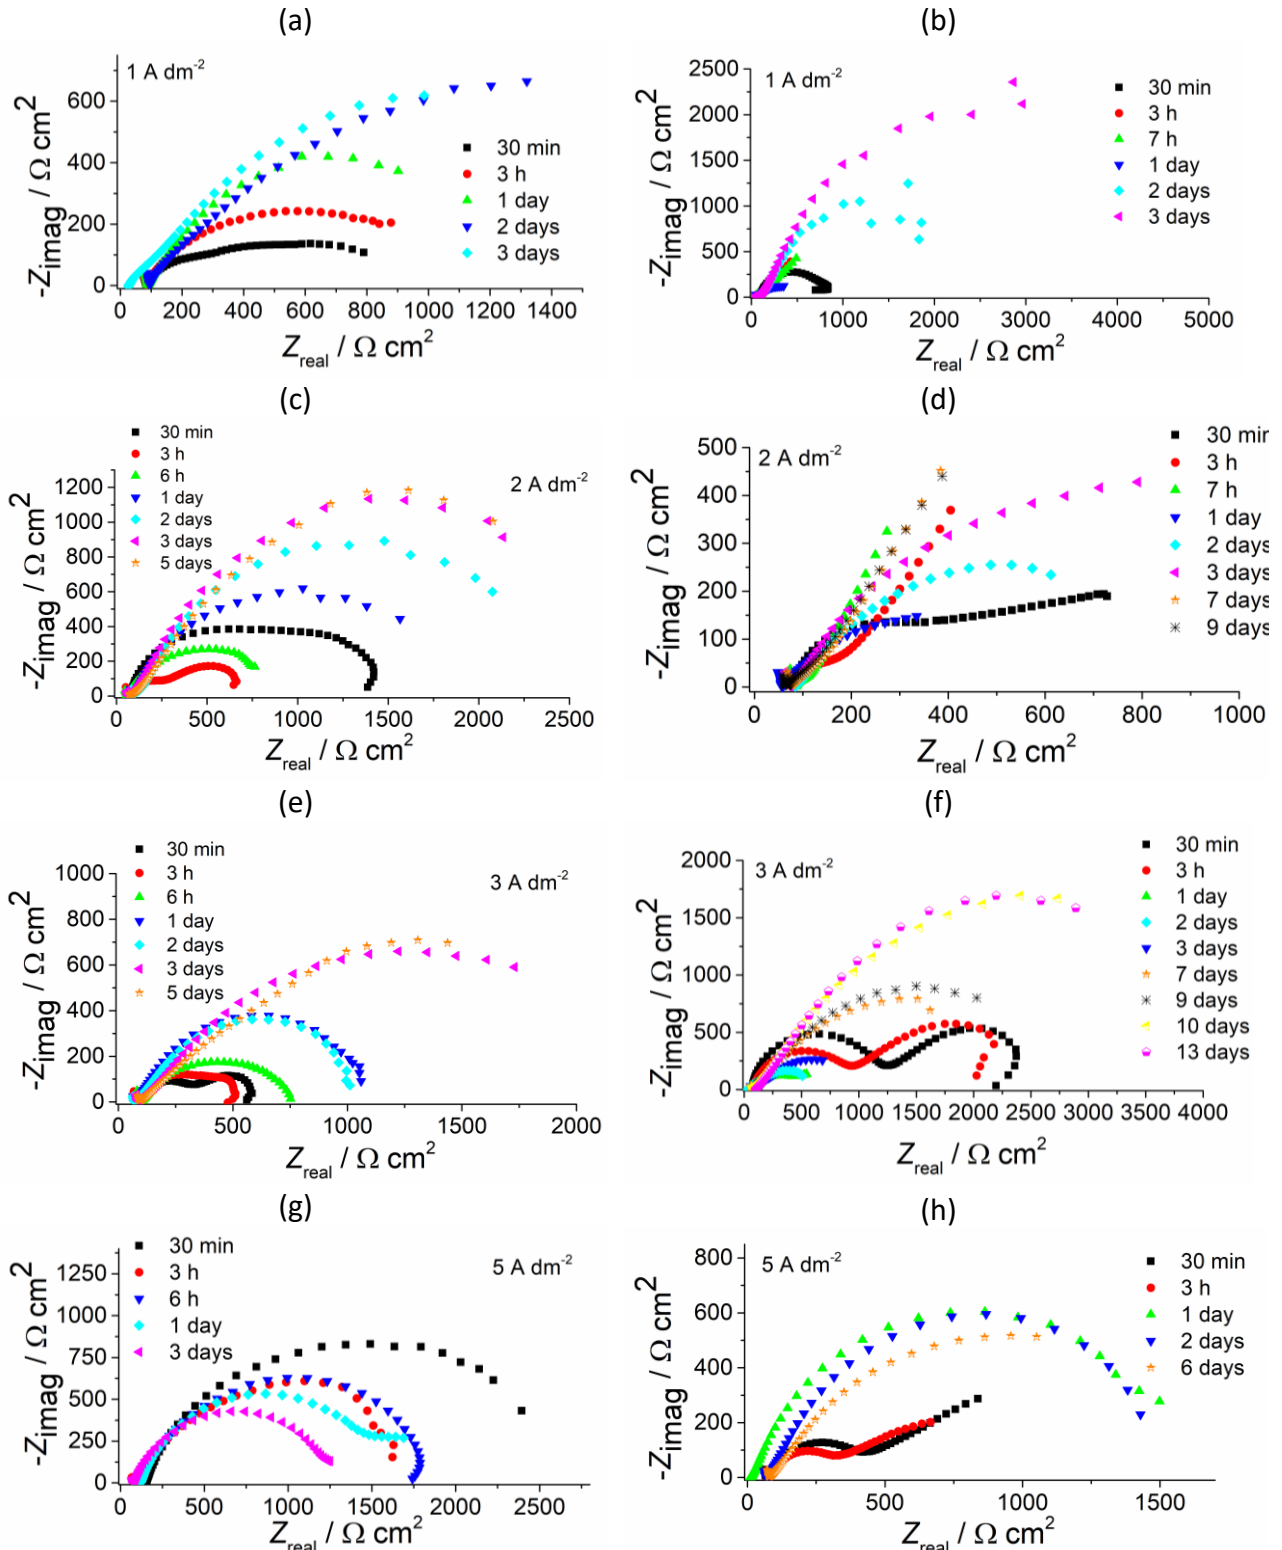 (a)
1 A dm-2
-Zimag / Ω cm2
600
400
200
0
30 min
3 h
1 day
2 days
3 days
0 200 400 600 800 1000 1200 1400
Zreal / Ω cm2
(b)
1 A dm-2
-Zimag / Ω cm2
2500
2000
1500
1000
500
0
30 min
3 h
7 h
1 day
2 days
3 days
0 1000 2000 3000 4000 5000
Zreal / Ω cm2
(c)
30 min
3 h
6 h
1 day
2 days
3 days
5 days
2 A dm-2
-Zimag / Ω cm2
1200
1000
800
600
400
200
0
0 500 1000 1500 2000 2500
Zreal / Ω cm2
(d)
2 A dm-2
-Zimag / Ω cm2
500
400
300
200
100
0
30 min
3 h
7 h
1 day
2 days
3 days
7 days
9 days
0 200 400 600 800 1000
Zreal / Ω cm2
(e)
30 min
3 h
6 h
1 day
2 days
3 days
5 days
3 A dm-2
-Zimag / Ω cm2
1000
800
600
400
200
0
0 500 1000 1500 2000
Zreal / Ω cm2
(f)
3 A dm-2
-Zimag / Ω cm2
2000
1500
1000
500
0
30 min
3 h
1 day
2 days
3 days
7 days
9 days
10 days
13 days
0 500 1000 1500 2000 2500 3000 3500 4000
Zreal / Ω cm2
(g)
30 min
3 h
6 h
1 day
3 days
5 A dm-2
-Zimag / Ω cm2
1250
1000
750
500
250
0
0 500 1000 1500 2000 2500
Zreal / Ω cm2
(h)
5 A dm-2
-Zimag / Ω cm2
800
600
400
200
0
30 min
3 h
1 day
2 days
6 days
0 500 1000 1500
Zreal / Ω cm2